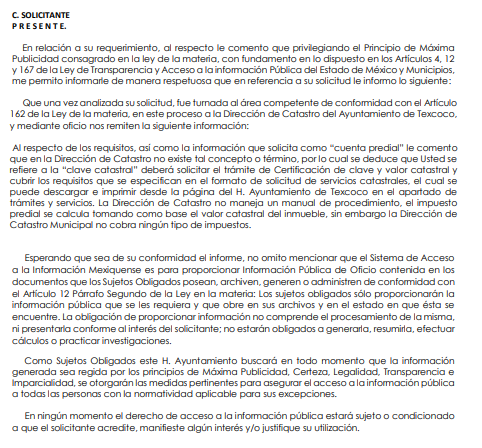 C. SOLICITANTE
P R E S E N T E.
En relación a su requerimiento, al respecto le comento que privilegiando el Principio de Máxima
Publicidad consagrado en la ley de la materia, con fundamento en lo dispuesto en los Artículos 4, 12
y 167 de la Ley de Transparencia y Acceso a la información Pública del Estado de México y Municipios,
me permito informarle de manera respetuosa que en referencia a su solicitud le informo lo siguiente:
Que una vez analizada su solicitud, fue turnada al área competente de conformidad con el Artículo
162 de la Ley de la materia, en este proceso a la Dirección de Catastro del Ayuntamiento de Texcoco,
y mediante oficio nos remiten la siguiente información:
Al respecto de los requisitos, así como la información que solicita como "cuenta predial" le comento
que en la Dirección de Catastro no existe tal concepto o término, por lo cual se deduce que Usted se
refiere a la "clave catastral" deberá solicitar el trámite de Certificación de clave y valor catastral y
cubrir los requisitos que se especifican en el formato de solicitud de servicios catastrales, el cual se
puede descargar e imprimir desde la página del H. Ayuntamiento de Texcoco en el apartado de
trámites y servicios. La Dirección de Catastro no maneja un manual de procedimiento, el impuesto
predial se calcula tomando como base el valor catastral del inmueble, sin embargo la Dirección de
Catastro Municipal no cobra ningún tipo de impuestos.
Esperando que sea de su conformidad el informe, no omito mencionar que el Sistema de Acceso
a la Información Mexiquense es para proporcionar Información Pública de Oficio contenida en los
documentos que los Sujetos Obligados posean, archiven, generen o administren de conformidad con
el Artículo 12 Párrafo Segundo de la Ley en la materia: Los sujetos obligados sólo proporcionarán la
información pública que se les requiera y que obre en sus archivos y en el estado en que ésta se
encuentre. La obligación de proporcionar información no comprende el procesamiento de la misma,
ni presentarla conforme al interés del solicitante; no estarán obligados a generarla, resumirla, efectuar
cálculos o practicar investigaciones.
Como Sujetos Obligados este H. Ayuntamiento buscará en todo momento que la información
generada sea regida por los principios de Máxima Publicidad, Certeza, Legalidad, Transparencia e
Imparcialidad, se otorgarán las medidas pertinentes para asegurar el acceso a la información pública
a todas las personas con la normatividad aplicable para sus excepciones.
En ningún momento el derecho de acceso a la información pública estará sujeto o condicionado
a que el solicitante acredite, manifieste algún interés y/o justifique su utilización.